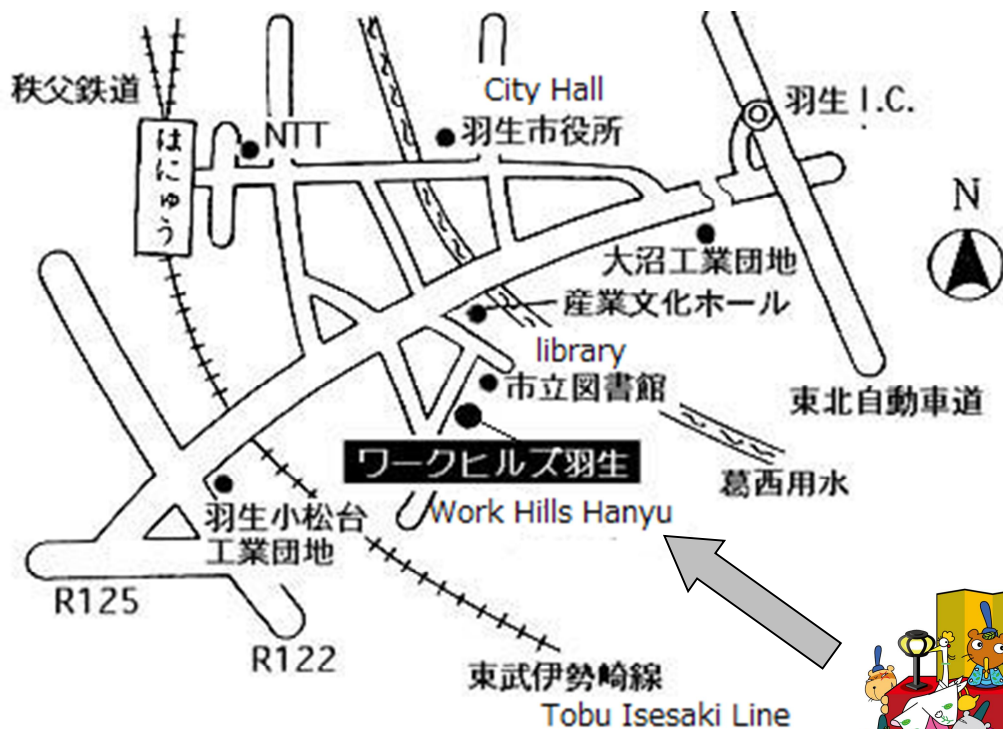 秩父鉄道
はにゅう
NTT
City Hall
羽生市役所
羽生I.C.
N
大沼工業団地
産業文化ホール
library
市立図書館
東北自動車道
ワークヒルズ羽生
葛西用水
Work Hills Hanyu
羽生小松台
工業団地
R125
R122
東武伊勢崎線
Tobu Isesaki Line